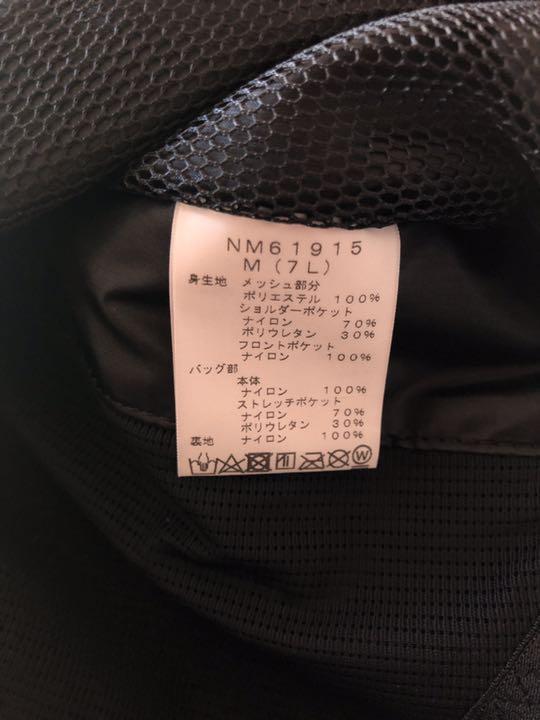 NM61915
M (7L)
身生地 メッシュ部分
ポリエステル 100%
ショルダーポケット
ナイロン 70%
ポリウレタン 30%
フロントポケット
ナイロン 100%
バッグ部
本体
ナイロン 100%
ストレッチポケット
ナイロン 70%
ポリウレタン 30%
裏地 ナイロン 100%
W